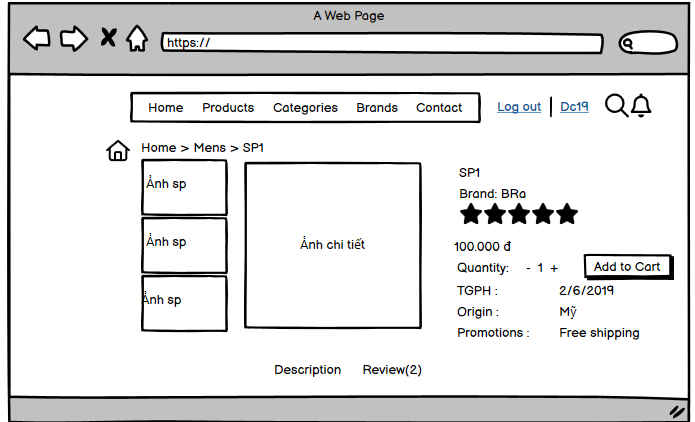 A Web Page
https://
Home Products Categories Brands Contact Log out Dc19
Home > Mens > SP1
Ảnh sp
Ảnh sp
Ảnh sp
Ảnh chi tiết
SP1
Brand: BRa
100.000 đ
Quantity: - 1 + Add to Cart
TGPH : 2/6/2019
Origin : Mỹ
Promotions : Free shipping
Description Review(2)